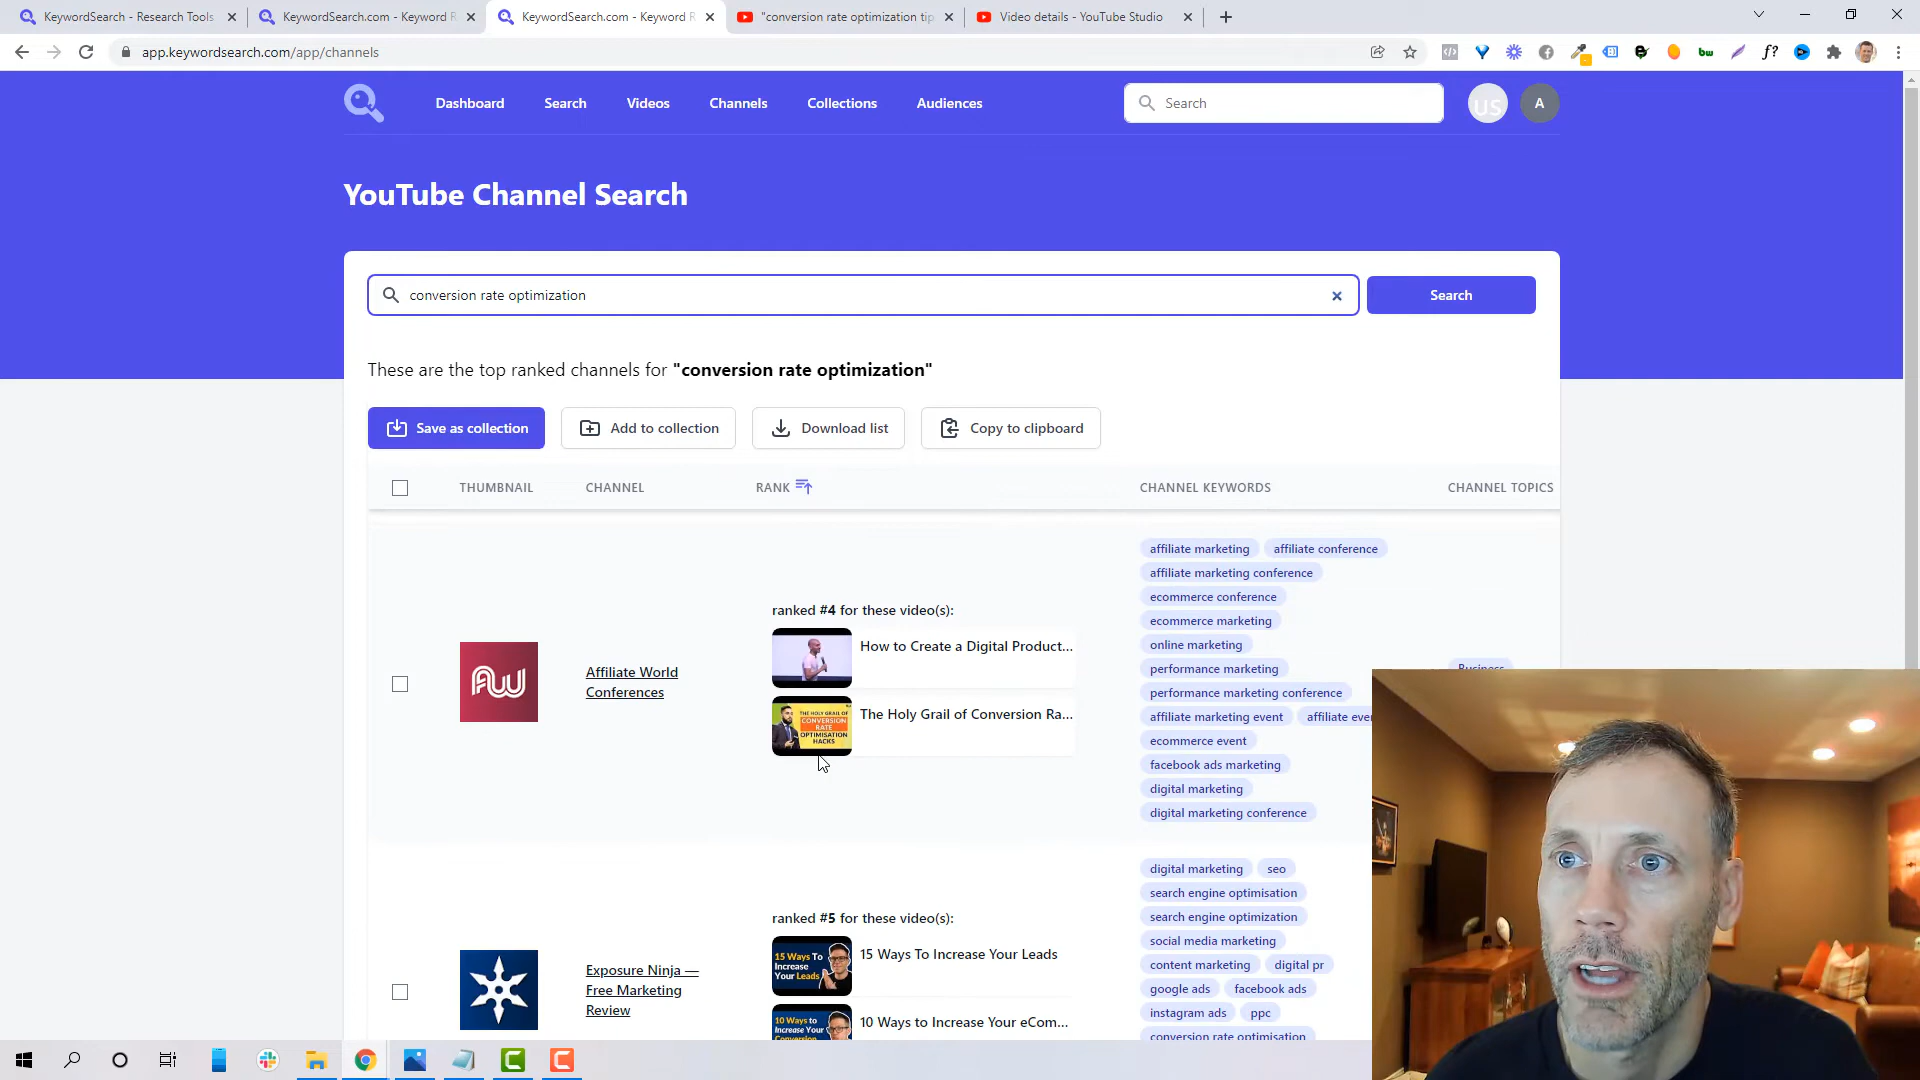 KeywordSearch - Research Tools
KeywordSearch.com - Keyword R
KeywordSearch.com - Keyword R
"conversion rate optimization tip
Video details - YouTube Studio
app.keywordsearch.com/app/channels
Dashboard
Search
Videos
Channels
Collections
Audiences
Search
US
A
YouTube Channel Search
conversion rate optimization
Search
These are the top ranked channels for "conversion rate optimization"
Save as collection
Add to collection
Download list
Copy to clipboard
THUMBNAIL
CHANNEL
RANK
CHANNEL KEYWORDS
CHANNEL TOPICS
Affiliate World
Conferences
ranked #4 for these video(s):
How to Create a Digital Product...
THE HOLY GRAIL OF
CONVERSION
RATE
OPTIMISATION
HACKS
The Holy Grail of Conversion Ra...
affiliate marketing
affiliate conference
affiliate marketing conference
ecommerce conference
ecommerce marketing
online marketing
performance marketing
performance marketing conference
affiliate marketing event
affiliate eve
ecommerce event
facebook ads marketing
digital marketing
digital marketing conference
Business
Exposure Ninja —
Free Marketing
Review
ranked #5 for these video(s):
15 Ways To
Increase
Your Leads
15 Ways To Increase Your Leads
10 Ways to
Increase Your
10 Ways to Increase Your eCom...
digital marketing
seo
search engine optimisation
search engine optimization
social media marketing
content marketing
digital pr
google ads
facebook ads
instagram ads
ppc
conversion rate optimisation